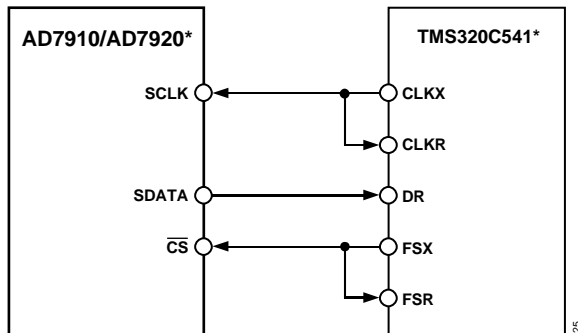 AD7910/AD7920*
TMS320C541*
SCLK
CLKX
CLKR
SDATA
DR
CS
FSX
FSR